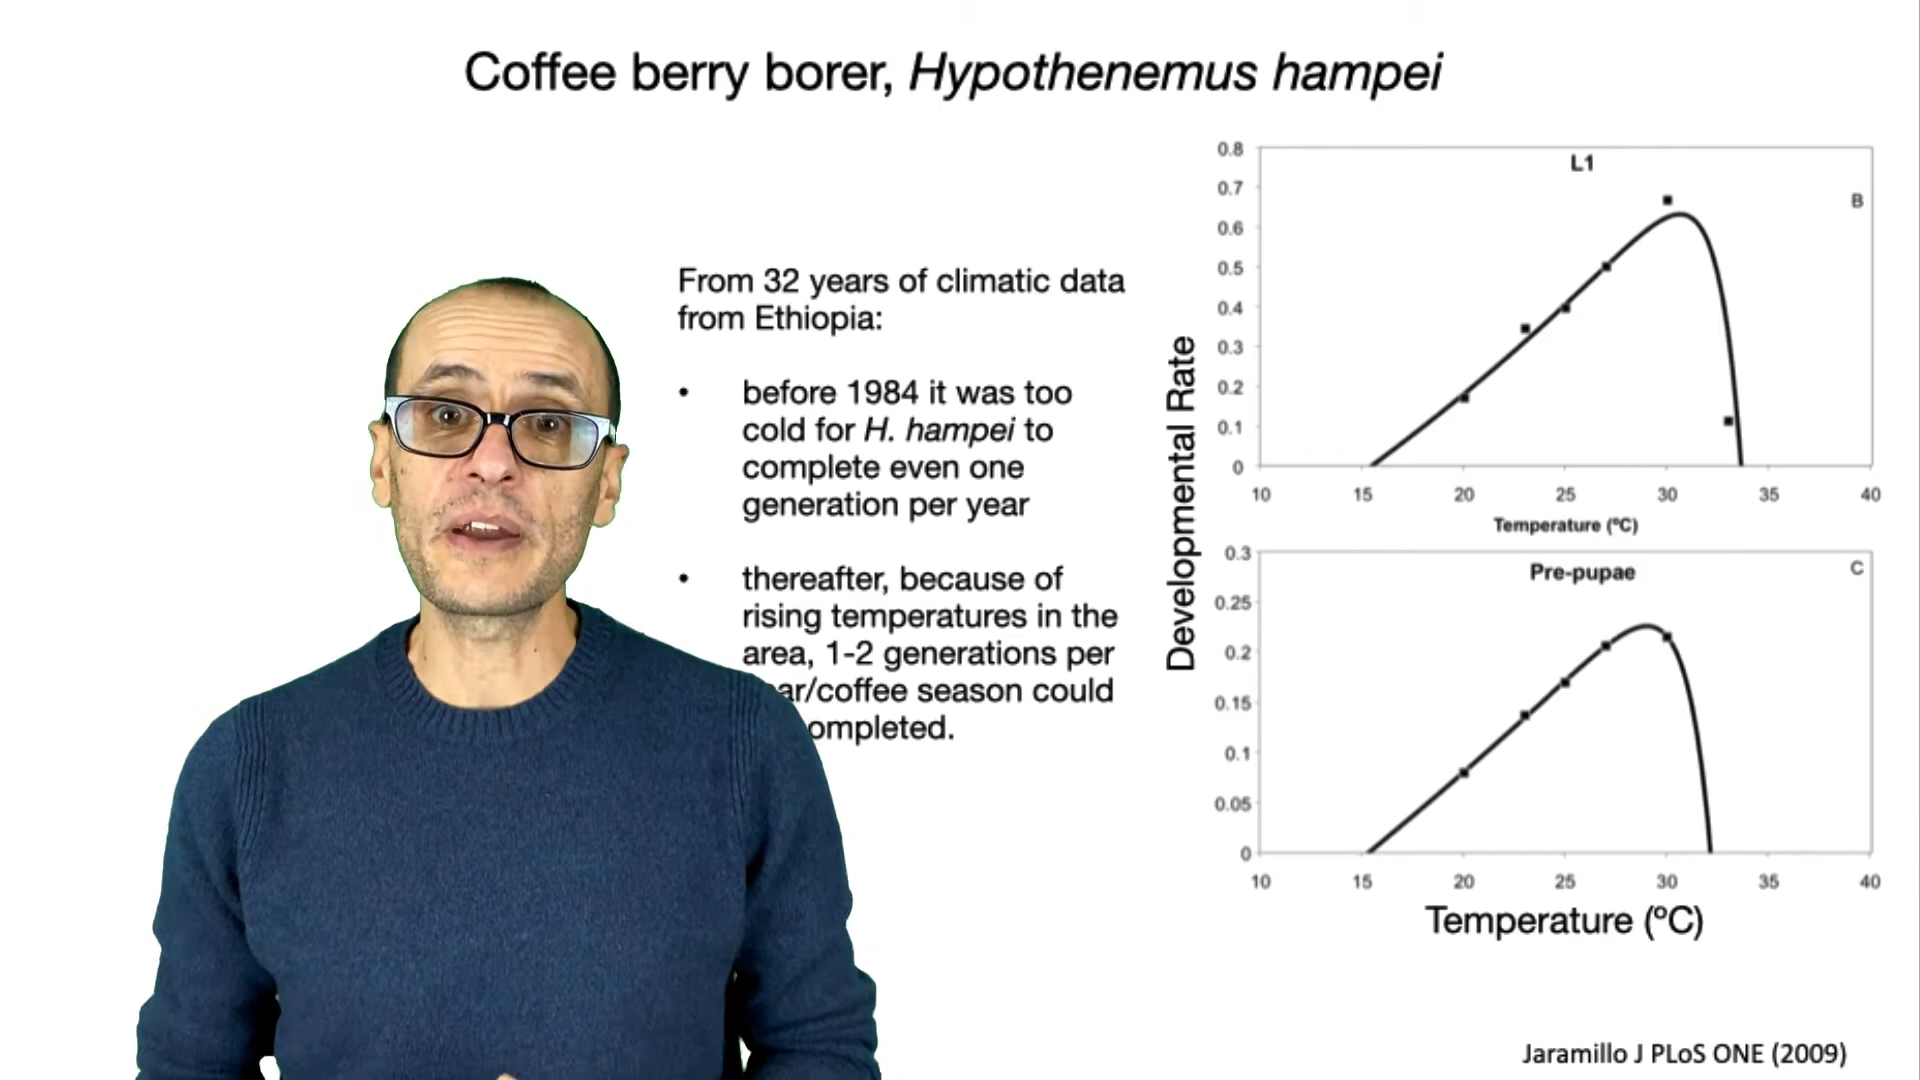 Coffee berry borer, Hypothenemus hampei
From 32 years of climatic data
from Ethiopia:
• before 1984 it was too
cold for H. hampei to
complete even one
generation per year
• thereafter, because of
rising temperatures in the
area, 1-2 generations per
ar/coffee season could
ompleted.
Developmental Rate
L1
B
0.8
0.7
0.6
0.5
0.4
0.3
0.2
0.1
0
10 15 20 25 30 35 40
Temperature (ºC)
Pre-pupae
C
0.3
0.25
0.2
0.15
0.1
0.05
0
10 15 20 25 30 35 40
Temperature (ºC)
Jaramillo J PLoS ONE (2009)